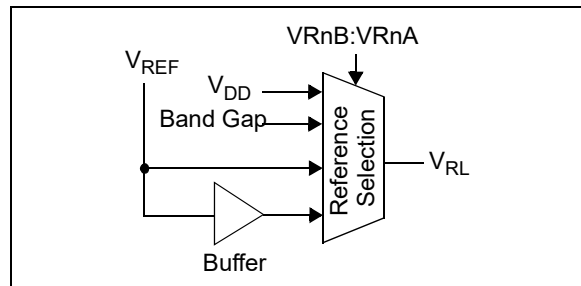 VRnB:VRnA
VREF
VDD
Band Gap
Reference
Selection
VRL
Buffer